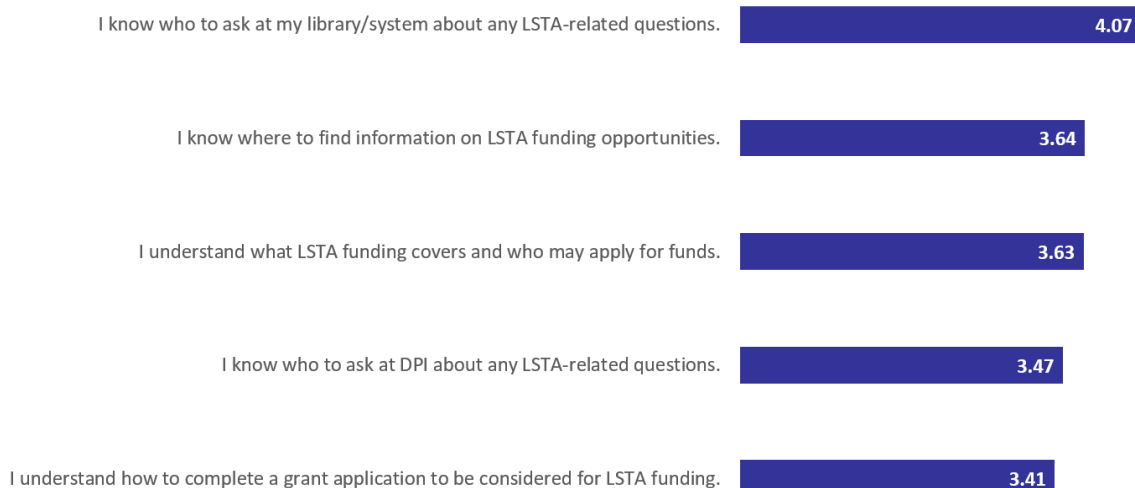 I know who to ask at my library/system about any LSTA-related questions. 4.07
I know where to find information on LSTA funding opportunities. 3.64
I understand what LSTA funding covers and who may apply for funds. 3.63
I know who to ask at DPI about any LSTA-related questions. 3.47
I understand how to complete a grant application to be considered for LSTA funding. 3.41